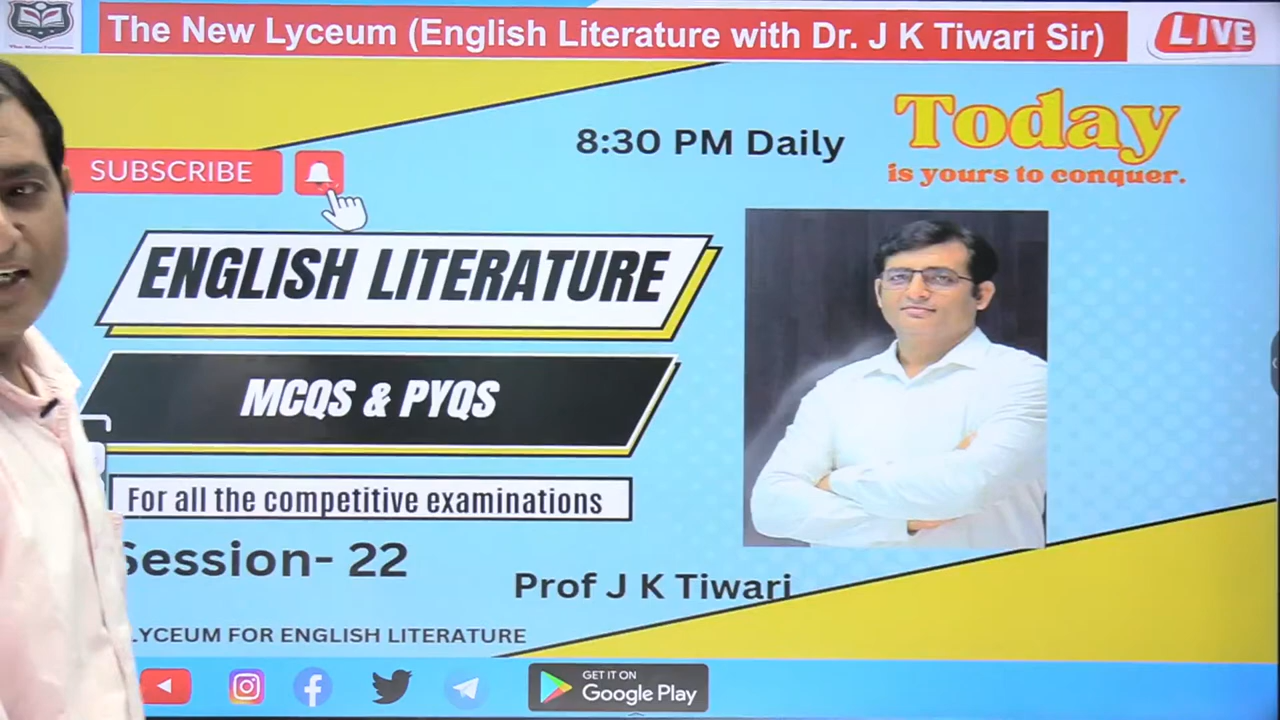 The New Lyceum (English Literature with Dr. J K Tiwari Sir)
LIVE
8:30 PM Daily
Today
is yours to conquer.
SUBSCRIBE
ENGLISH LITERATURE
MCQS & PYQS
For all the competitive examinations
Session- 22
Prof J K Tiwari
LYCEUM FOR ENGLISH LITERATURE
GET IT ON
Google Play